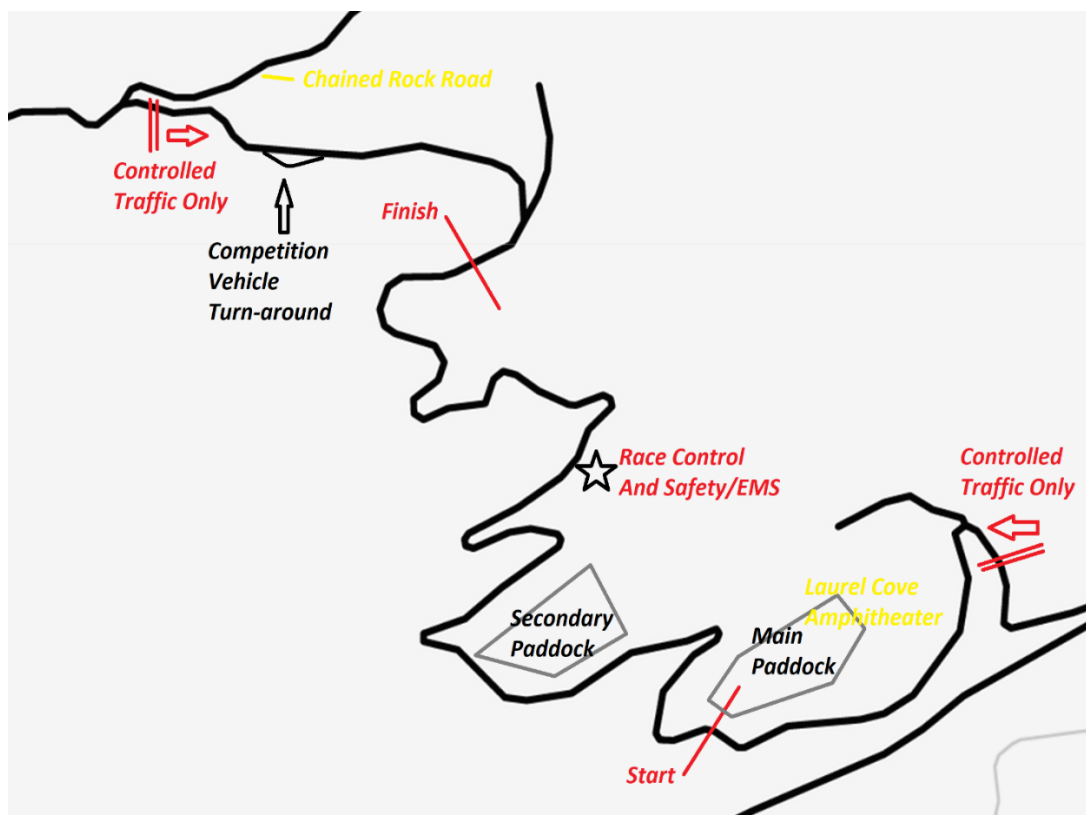 Chained Rock Road
Controlled
Traffic Only
Competition
Vehicle
Turn-around
Finish
Race Control
And Safety/EMS
Controlled
Traffic Only
Laurel Cove
Amphitheater
Secondary
Paddock
Main
Paddock
Start